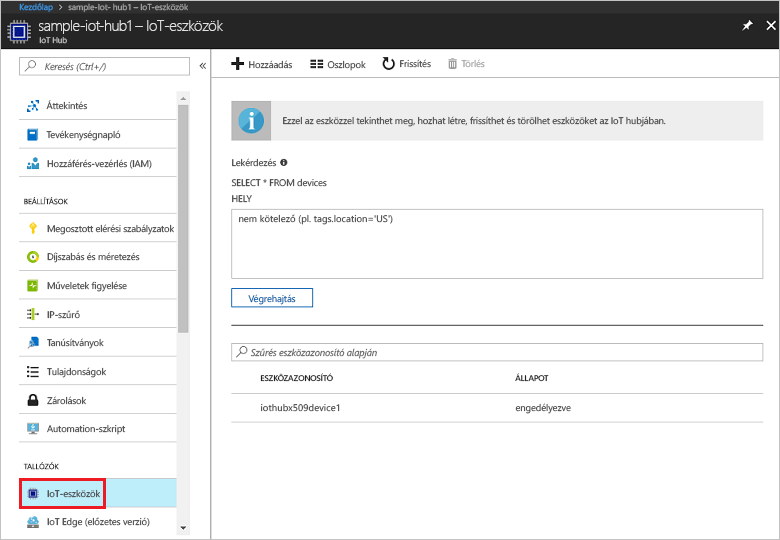 Kezdőlap > sample-Iot- hub1 – IoT-eszközök
sample-iot-hub1 – IoT-eszközök
IoT Hub
Keresés (Ctrl+/)
«
Áttekintés
Tevékenységnapló
Hozzáférés-vezérlés (IAM)
BEÁLLÍTÁSOK
Megosztott elérési szabályzatok
Díjszabás és méretezés
Műveletek figyelése
IP-szűrő
Tanúsítványok
Tulajdonságok
Zárolások
Automation-szkript
TALLÓZÓK
IoT-eszközök
IoT Edge (előzetes verzió)
Hozzáadás
Oszlopok
Frissítés
Törlés
Ezzel az eszközzel tekinthet meg, hozhat létre, frissíthet és törölhet eszközöket az IoT hubjában.
Lekérdezés
SELECT * FROM devices
HELY
nem kötelező (pl. tags.location='US')
Végrehajtás
Szűrés eszközazonosító alapján
ESZKÖZAZONOSÍTÓ ÁLLAPOT
iothubx509device1 engedélyezve